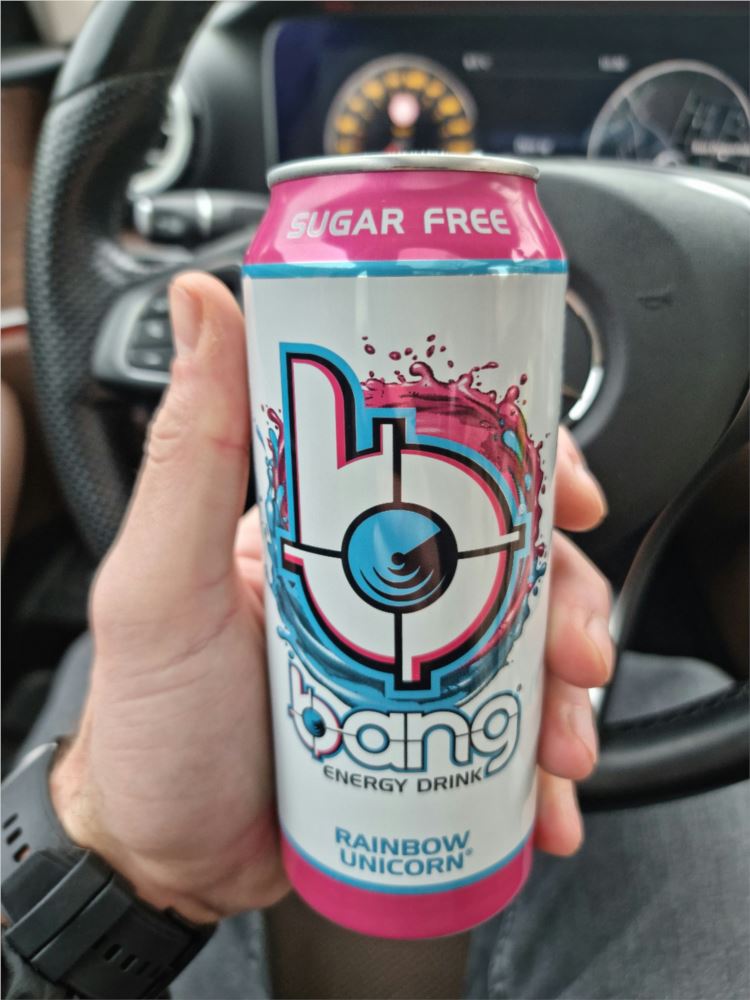 SUGAR FREE
bang®
ENERGY DRINK
RAINBOW
UNICORN®